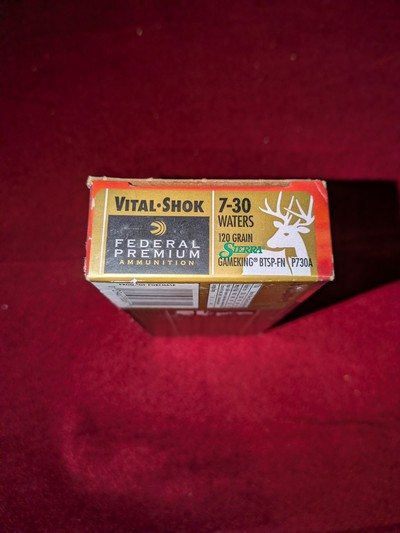 VITAL·SHOK
FEDERAL
PREMIUM
AMMUNITION
7-30
WATERS
120 GRAIN
SIERRA
GAMEKING® BTSP-FN P730A